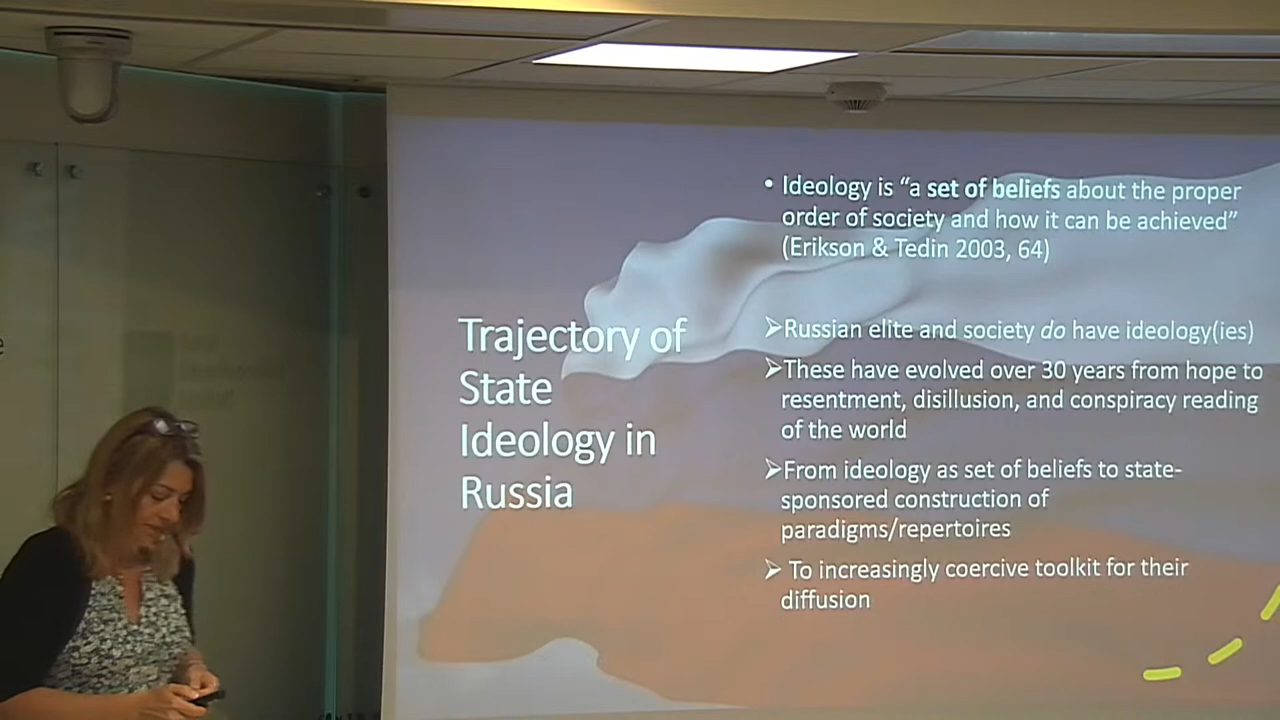 Trajectory of
State
Ideology in
Russia
• Ideology is “a set of beliefs about the proper
order of society and how it can be achieved”
(Erikson & Tedin 2003, 64)
➢Russian elite and society do have ideology(ies)
➢These have evolved over 30 years from hope to
resentment, disillusion, and conspiracy reading
of the world
➢From ideology as set of beliefs to state-
sponsored construction of
paradigms/repertoires
➢ To increasingly coercive toolkit for their
diffusion